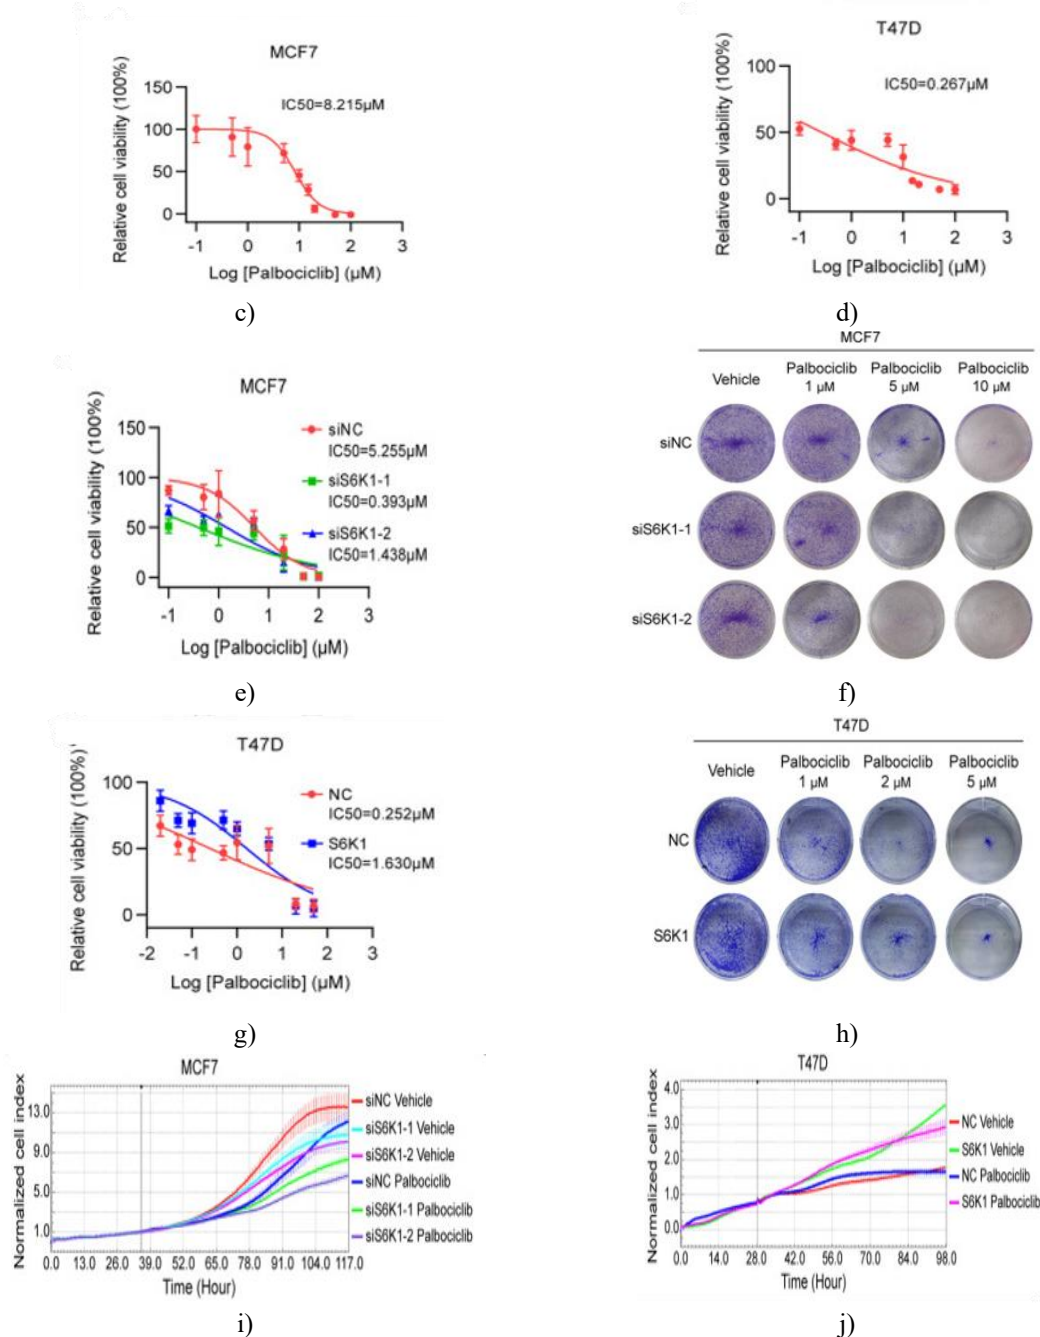 MCF7
Relative cell viability (100%)
150
100
50
0
IC50=8.215µM
-1 0 1 2 3
Log [Palbociclib] (µM)
c)
T47D
Relative cell viability (100%)
100
50
0
IC50=0.267µM
-1 0 1 2 3
Log [Palbociclib] (µM)
d)
MCF7
Relative cell viability (100%)
150
100
50
0
siNC
IC50=5.255µM
siS6K1-1
IC50=0.393µM
siS6K1-2
IC50=1.438µM
-1 0 1 2 3
Log [Palbociclib] (µM)
e)
MCF7
Vehicle
Palbociclib
1 µM
Palbociclib
5 µM
Palbociclib
10 µM
siNC
siS6K1-1
siS6K1-2
f)
T47D
Relative cell viability (100%)
100
50
0
NC
IC50=0.252µM
S6K1
IC50=1.630µM
-2 -1 0 1 2 3
Log [Palbociclib] (µM)
g)
T47D
Vehicle
Palbociclib
1 µM
Palbociclib
2 µM
Palbociclib
5 µM
NC
S6K1
h)
MCF7
Normalized cell index
13.0
9.0
5.0
1.0
siNC Vehicle
siS6K1-1 Vehicle
siS6K1-2 Vehicle
siNC Palbociclib
siS6K1-1 Palbociclib
siS6K1-2 Palbociclib
0.0 13.0 26.0 39.0 52.0 65.0 78.0 91.0 104.0 117.0
Time (Hour)
i)
T47D
Normalized cell index
4.0
3.0
2.0
1.0
0.0
NC Vehicle
S6K1 Vehicle
NC Palbociclib
S6K1 Palbociclib
0.0 14.0 28.0 42.0 56.0 70.0 84.0 98.0
Time (Hour)
j)